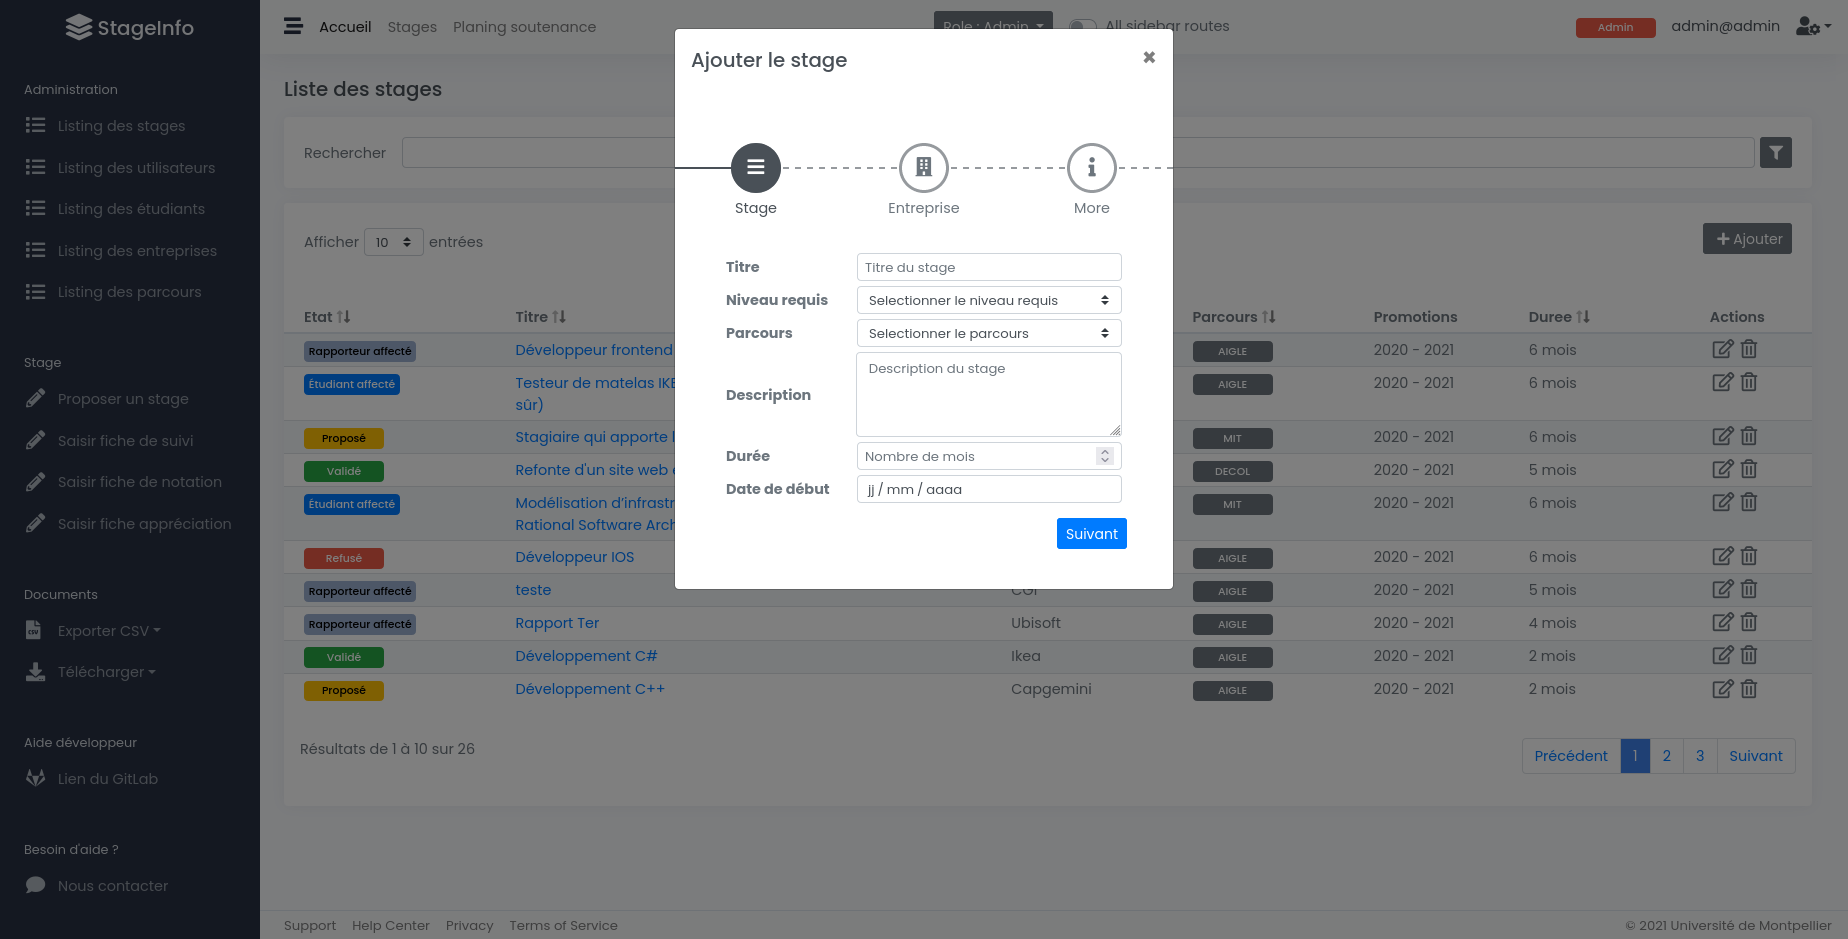 StageInfo
Administration
Listing des stages
Listing des utilisateurs
Listing des étudiants
Listing des entreprises
Listing des parcours
Stage
Proposer un stage
Saisir fiche de suivi
Saisir fiche de notation
Saisir fiche appréciation
Documents
Exporter CSV
Télécharger
Aide développeur
Lien du GitLab
Besoin d'aide ?
Nous contacter
Accueil Stages Planing soutenance Role : Admin All sidebar routes Admin admin@admin
Liste des stages
Rechercher
Afficher 10 entrées + Ajouter
Etat Titre Parcours Promotions Duree Actions
Rapporteur affecté Développeur frontend AIGLE 2020 - 2021 6 mois
Étudiant affecté Testeur de matelas IKE AIGLE 2020 - 2021 6 mois
sûr)
Proposé Stagiaire qui apporte l MIT 2020 - 2021 6 mois
Validé Refonte d'un site web DECOL 2020 - 2021 5 mois
Étudiant affecté Modélisation d’infrastr MIT 2020 - 2021 6 mois
Rational Software Arch
Refusé Développeur IOS AIGLE 2020 - 2021 6 mois
Rapporteur affecté teste CGI AIGLE 2020 - 2021 5 mois
Rapporteur affecté Rapport Ter Ubisoft AIGLE 2020 - 2021 4 mois
Validé Développement C# Ikea AIGLE 2020 - 2021 2 mois
Proposé Développement C++ Capgemini AIGLE 2020 - 2021 2 mois
Résultats de 1 à 10 sur 26 Précédent 1 2 3 Suivant
Support Help Center Privacy Terms of Service © 2021 Université de Montpellier
Ajouter le stage
Stage Entreprise More
Titre Titre du stage
Niveau requis Selectionner le niveau requis
Parcours Selectionner le parcours
Description Description du stage
Durée Nombre de mois
Date de début jj / mm / aaaa
Suivant